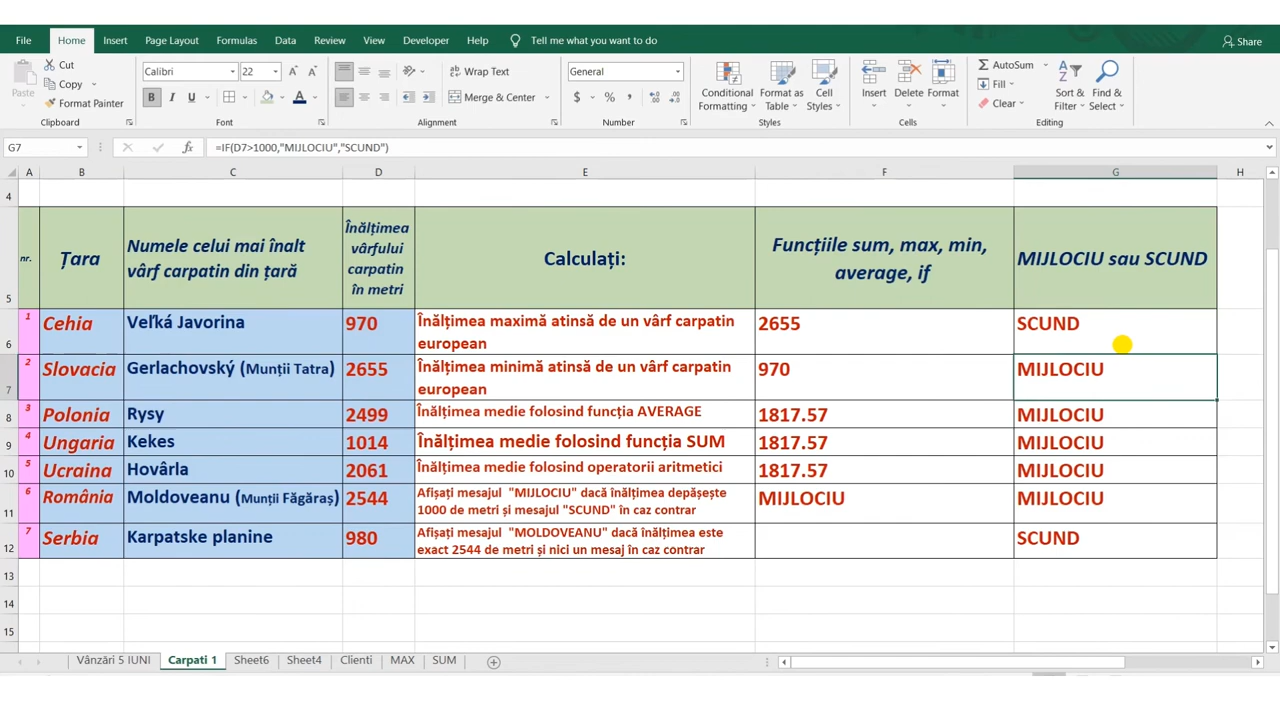 File Home Insert Page Layout Formulas Data Review View Developer Help Tell me what you want to do Share
Paste Cut Copy Format Painter Clipboard
Calibri 22 Font
Wrap Text Merge & Center Alignment
General Number
Conditional Formatting Format as Table Cell Styles Styles
Insert Delete Format Cells
AutoSum Fill Clear Sort & Filter Find & Select Editing
G7 fx =IF(D7>1000,"MIJLOCIU","SCUND")
A B C D E F G H
4
5 nr. Țara Numele celui mai înalt vârf carpatin din țară Înălțimea vârfului carpatin în metri Calculați: Funcțiile sum, max, min, average, if MIJLOCIU sau SCUND
6 1 Cehia Veľká Javorina 970 Înălțimea maximă atinsă de un vârf carpatin european 2655 SCUND
7 2 Slovacia Gerlachovský (Munții Tatra) 2655 Înălțimea minimă atinsă de un vârf carpatin european 970 MIJLOCIU
8 3 Polonia Rysy 2499 Înălțimea medie folosind funcția AVERAGE 1817.57 MIJLOCIU
9 4 Ungaria Kekes 1014 Înălțimea medie folosind funcția SUM 1817.57 MIJLOCIU
10 5 Ucraina Hovârla 2061 Înălțimea medie folosind operatorii aritmetici 1817.57 MIJLOCIU
11 6 România Moldoveanu (Munții Făgăraș) 2544 Afișați mesajul "MIJLOCIU" dacă înălțimea depășește 1000 de metri și mesajul "SCUND" în caz contrar MIJLOCIU MIJLOCIU
12 7 Serbia Karpatske planine 980 Afișați mesajul "MOLDOVEANU" dacă înălțimea este exact 2544 de metri și nici un mesaj în caz contrar SCUND
13
14
15
Vânzări 5 IUNI Carpati 1 Sheet6 Sheet4 Clienti MAX SUM